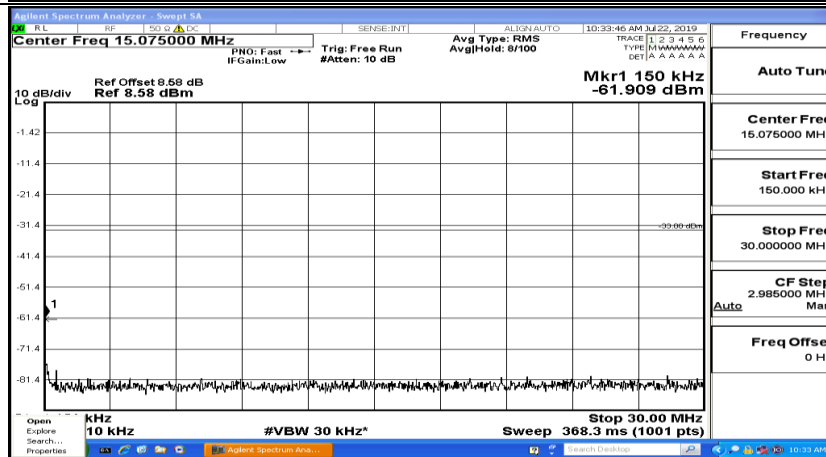 Agilent Spectrum Analyzer - Swept SA
LXI RL RF 50 Ω DC SENSE:INT ALIGN AUTO 10:33:46 AM Jul 22, 2019
Center Freq 15.075000 MHz
PNO: Fast
IFGain:Low
Trig: Free Run
#Atten: 10 dB
Avg Type: RMS
Avg|Hold: 8/100
TRACE 1 2 3 4 5 6
TYPE M WWWWW
DET A A A A A A
Ref Offset 8.58 dB
Ref 8.58 dBm
10 dB/div
Log
Mkr1 150 kHz
-61.909 dBm
-1.42
-11.4
-21.4
-31.4
-33.00 dBm
-41.4
-51.4
1
-61.4
-71.4
-81.4
kHz
10 kHz
#VBW 30 kHz*
Stop 30.00 MHz
Sweep 368.3 ms (1001 pts)
Frequency
Auto Tun
Center Fre
15.075000 MH
Start Fre
150.000 kH
Stop Fre
30.000000 MH
CF Ste
2.985000 MH
Auto Ma
Freq Offse
0 H
Open
Explore
Search...
Properties
Agilent Spectrum Ana...
Search Desktop
10:33 AM